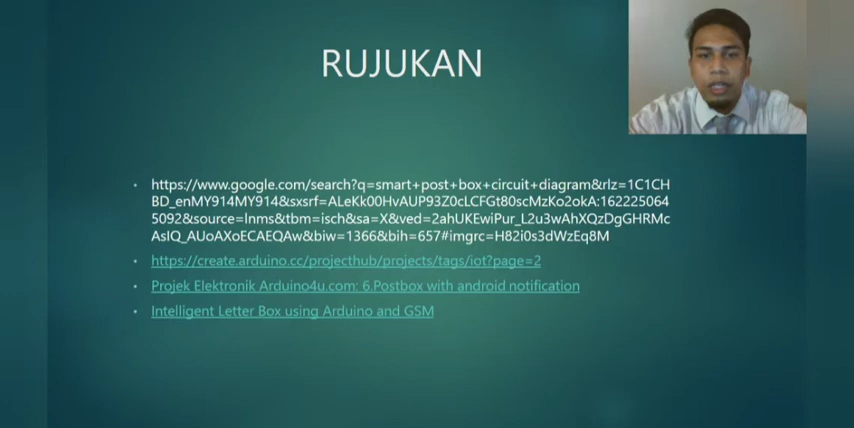 RUJUKAN
https://www.google.com/search?q=smart+post+box+circuit+diagram&rlz=1C1CH
BD_enMY914MY914&sxsrf=ALeKk00HvAUP93Z0cLCFGt80scMzKo2okA:162225064
5092&source=lnms&tbm=isch&sa=X&ved=2ahUKEwiPur_L2u3wAhXQzDgGHRMc
AsIQ_AUoAXoECAEQAw&biw=1366&bih=657#imgrc=H82i0s3dWzEq8M
https://create.arduino.cc/projecthub/projects/tags/iot?page=2
Projek Elektronik Arduino4u.com: 6.Postbox with android notification
Intelligent Letter Box using Arduino and GSM